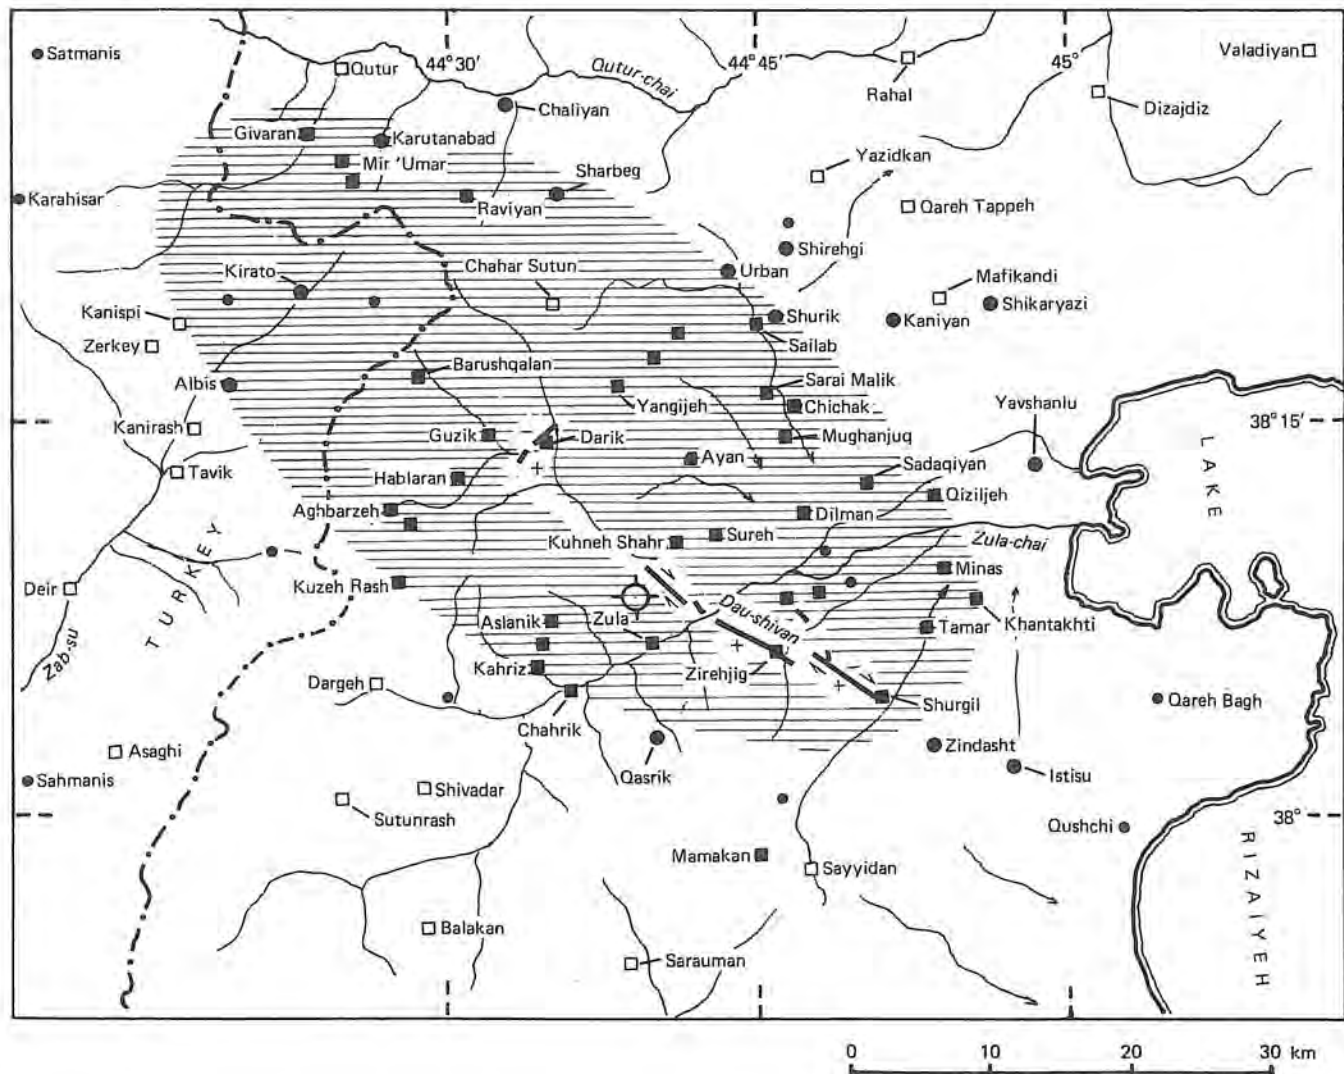 Satmanis
Qutur
44° 30′
Qutur-chai
44° 45′
Rahal
45°
Valadiyan
Dizajdiz
Givaran
Karutanabad
Chaliyan
Mir 'Umar
Sharbeg
Yazidkan
Karahisar
Raviyan
Qareh Tappeh
Shirehgi
Kirato
Chahar Sutun
Urban
Mafikandi
Shikaryazi
Kanispi
Shurik
Kaniyan
Zerkey
Sailab
Barushqalan
Albis
Sarai Malik
Yangijeh
Chichak
Yavshanlu
38° 15′
Kanirash
Guzik
Darik
Mughanjuq
LAKE
Tavik
Hablaran
Ayan
Sadaqiyan
Qiziljeh
Aghbarzeh
Dilman
Kuhneh Shahr
Sureh
Zula-chai
TURKEY
Deir
Kuzeh Rash
Minas
Aslanik
Zula
Dau-shivan
Tamar
Khantakhti
Zab-su
Kahriz
Zirehjig
Dargeh
Shurgil
Qareh Bagh
Chahrik
Asaghi
Zindasht
Sahmanis
Qasrik
Istisu
Shivadar
Sutunrash
38°
Qushchi
Mamakan
Sayyidan
RIZAIYEH
Balakan
Sarauman
0 10 20 30 km